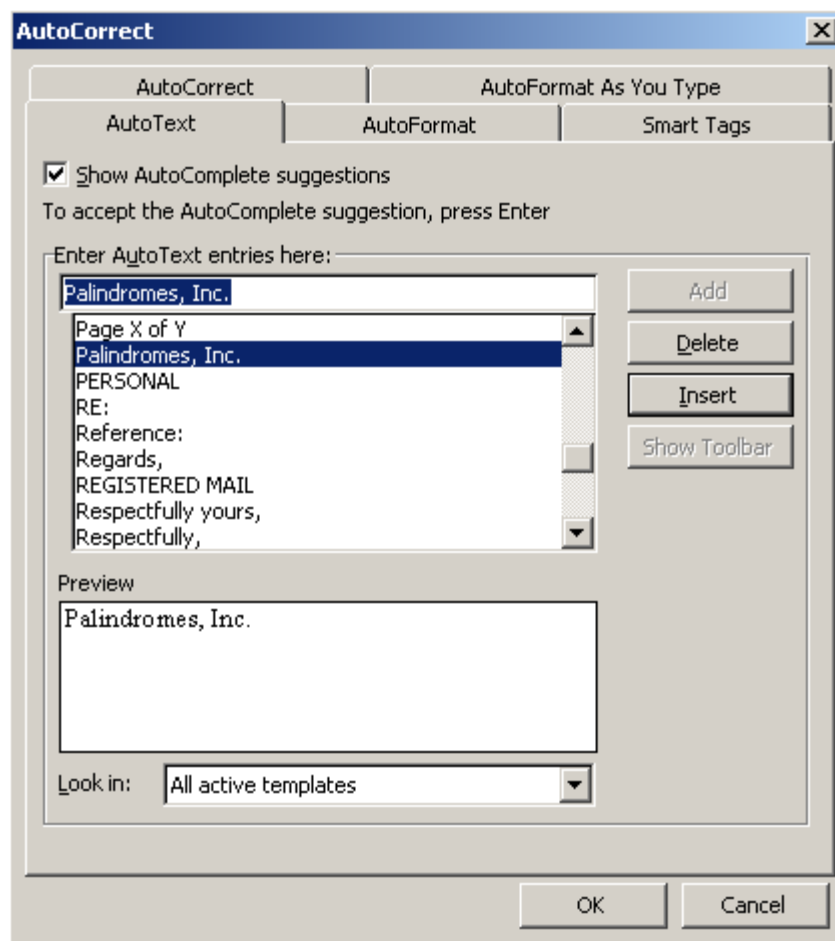 AutoCorrect
AutoCorrect
AutoFormat As You Type
AutoText
AutoFormat
Smart Tags
Show AutoComplete suggestions
To accept the AutoComplete suggestion, press Enter
Enter AutoText entries here:
Palindromes, Inc.
Add
Page X of Y
Palindromes, Inc.
PERSONAL
RE:
Reference:
Regards,
REGISTERED MAIL
Respectfully yours,
Respectfully,
Delete
Insert
Show Toolbar
Preview
Palindromes, Inc.
Look in:
All active templates
OK
Cancel